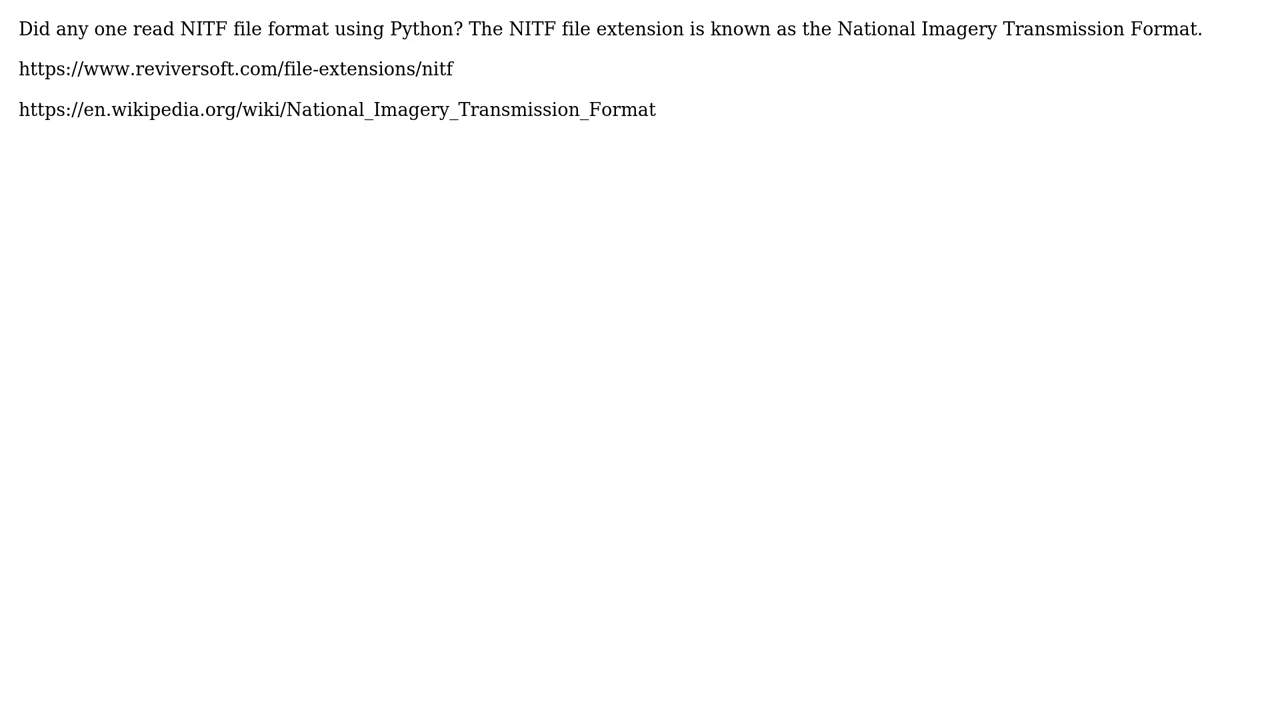 Did any one read NITF file format using Python? The NITF file extension is known as the National Imagery Transmission Format.
https://www.reviversoft.com/file-extensions/nitf
https://en.wikipedia.org/wiki/National_Imagery_Transmission_Format